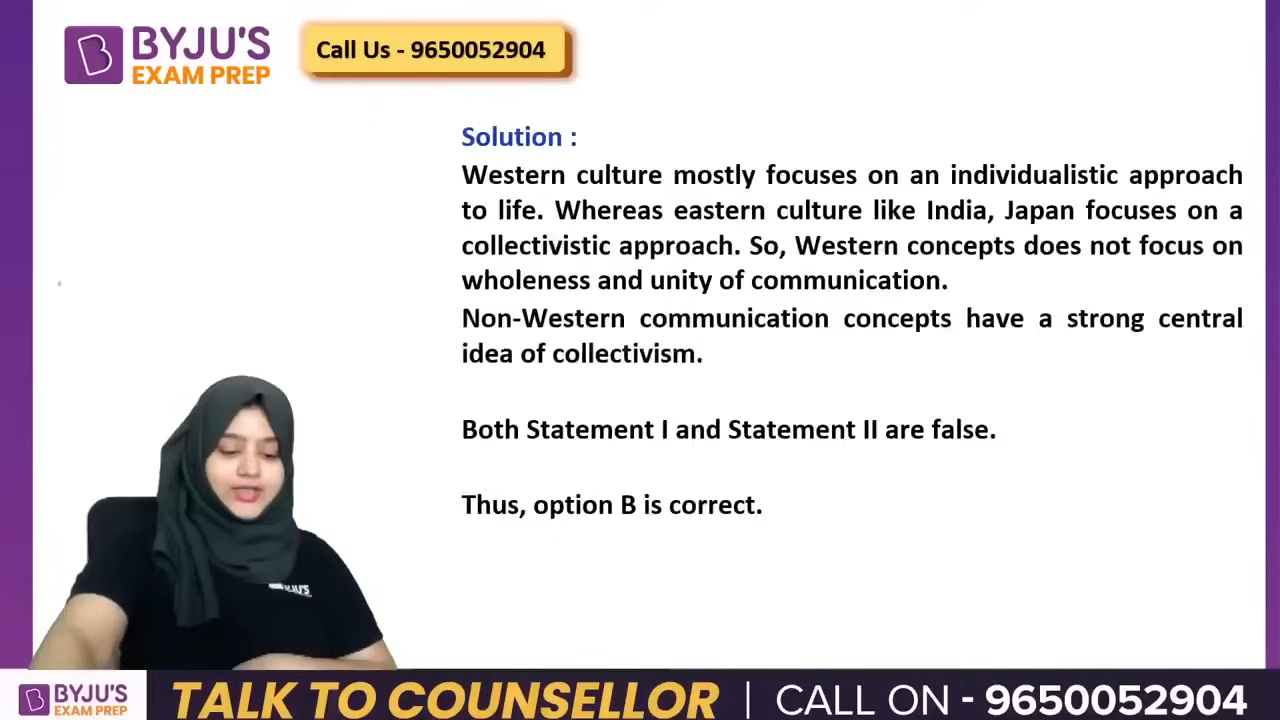 BYJU'S
EXAM PREP
Call Us - 9650052904
Solution :
Western culture mostly focuses on an individualistic approach
to life. Whereas eastern culture like India, Japan focuses on a
collectivistic approach. So, Western concepts does not focus on
wholeness and unity of communication.
Non-Western communication concepts have a strong central
idea of collectivism.
Both Statement I and Statement II are false.
Thus, option B is correct.
BYJU'S
BYJU'S
EXAM PREP
TALK TO COUNSELLOR | CALL ON - 9650052904